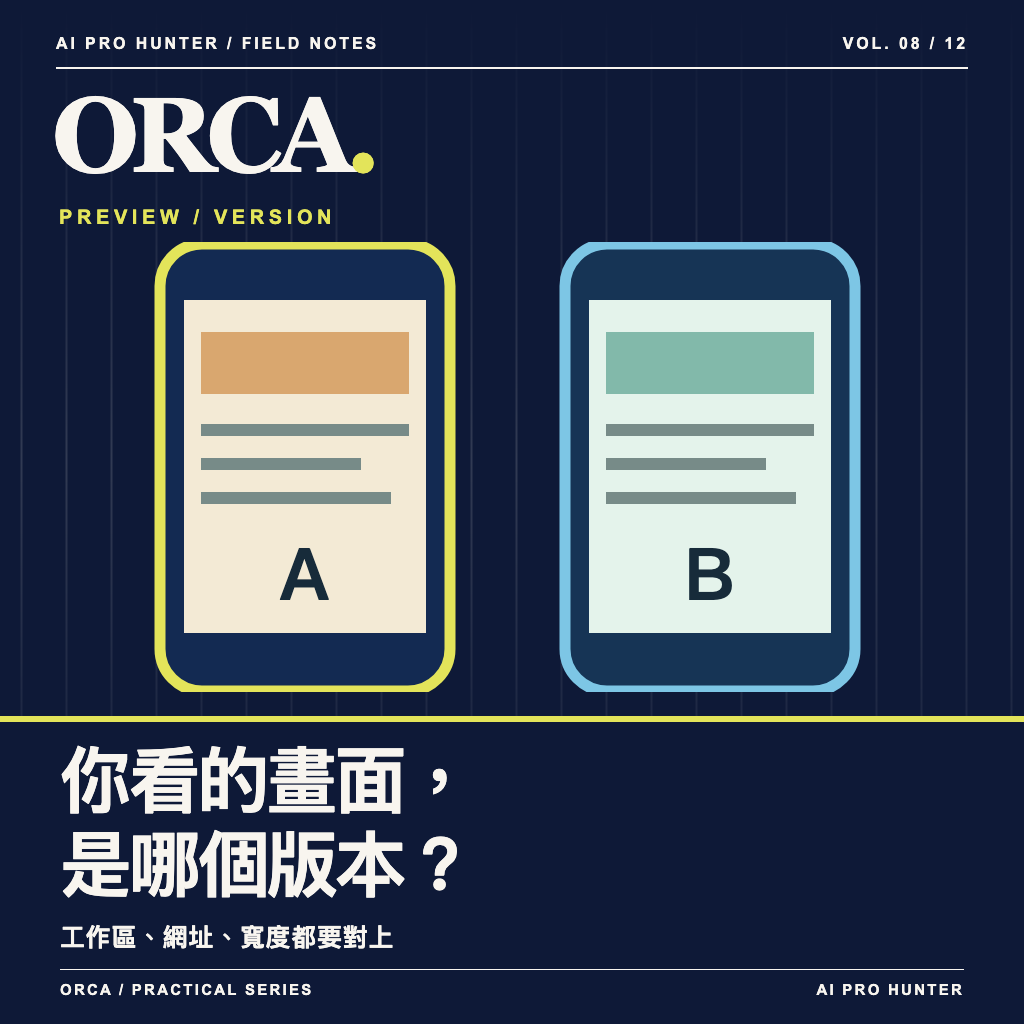 AI PRO HUNTER / FIELD NOTES
VOL. 08 / 12
ORCA.
PREVIEW / VERSION
A
B
你看的畫面，
是哪個版本？
工作區、網址、寬度都要對上
ORCA / PRACTICAL SERIES
AI PRO HUNTER